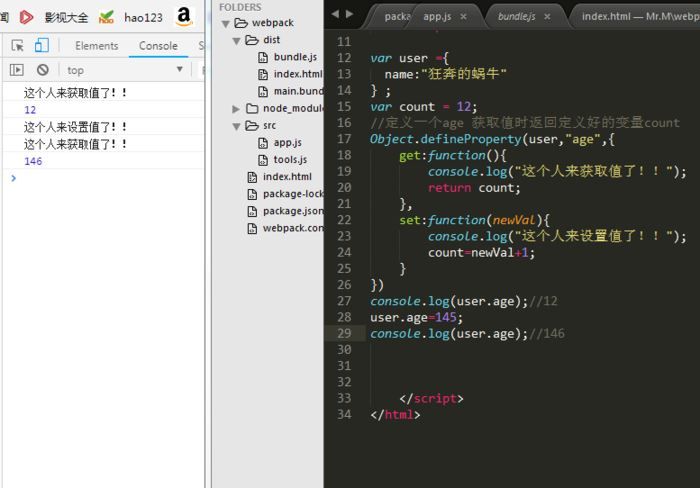 闻 影视大全 hao hao123 a
Elements Console
top
这个人来获取值了！！
12
这个人来设置值了！！
这个人来获取值了！！
146
FOLDERS
webpack
dist
bundle.js
index.html
main.bund
node_module
src
app.js
tools.js
index.html
package-lock
package.json
webpack.con
packa app.js bundle.js index.html — Mr.M\webp
11
12 var user ={
13 name:"狂奔的蜗牛"
14 } ;
15 var count = 12;
16 //定义一个age 获取值时返回定义好的变量count
17 Object.defineProperty(user,"age",{
18 get:function(){
19 console.log("这个人来获取值了！！");
20 return count;
21 },
22 set:function(newVal){
23 console.log("这个人来设置值了！！");
24 count=newVal+1;
25 }
26 })
27 console.log(user.age);//12
28 user.age=145;
29 console.log(user.age);//146
30
31
32
33 </script>
34 </html>